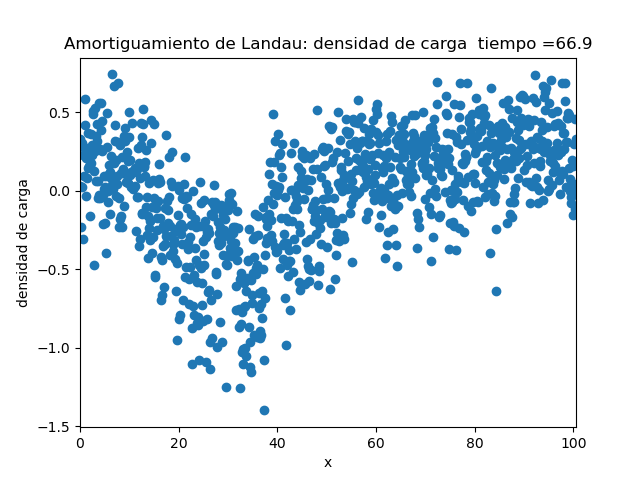 Amortiguamiento de Landau: densidad de carga  tiempo =66.9
0.5
0.0
−0.5
−1.0
−1.5
densidad de carga
0 20 40 60 80 100
x